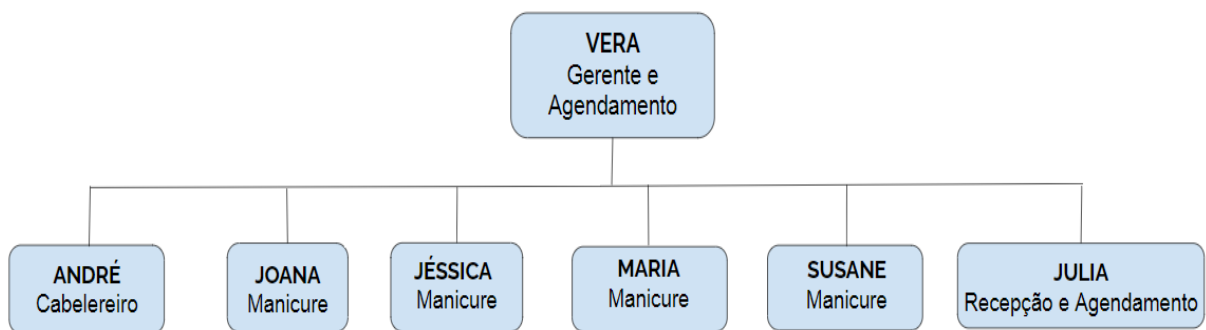 VERA
Gerente e
Agendamento
ANDRÉ
Cabelereiro
JOANA
Manicure
JÉSSICA
Manicure
MARIA
Manicure
SUSANE
Manicure
JULIA
Recepção e Agendamento